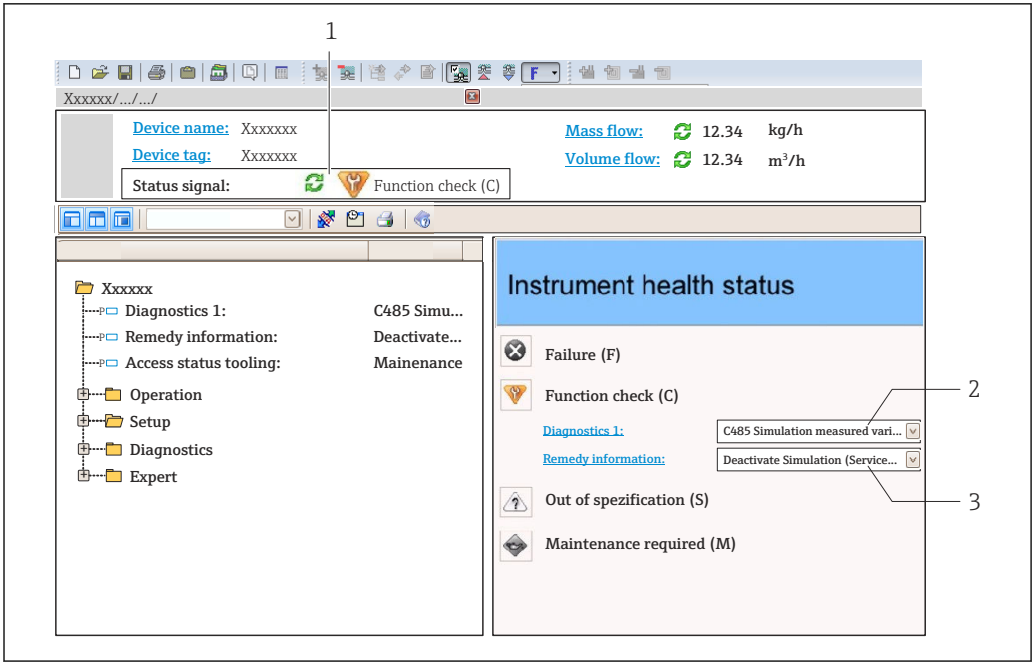 1
F
Xxxxxx/.../.../
Device name: Xxxxxxx
Mass flow: 12.34 kg/h
Device tag: Xxxxxxx
Volume flow: 12.34 m³/h
Status signal: Function check (C)
Xxxxxx
P Diagnostics 1: C485 Simu...
P Remedy information: Deactivate...
P Access status tooling: Mainenance
Operation
Setup
Diagnostics
Expert
Instrument health status
Failure (F)
Function check (C)
2
Diagnostics 1: C485 Simulation measured vari...
Remedy information: Deactivate Simulation (Service...
Out of spezification (S)
3
Maintenance required (M)